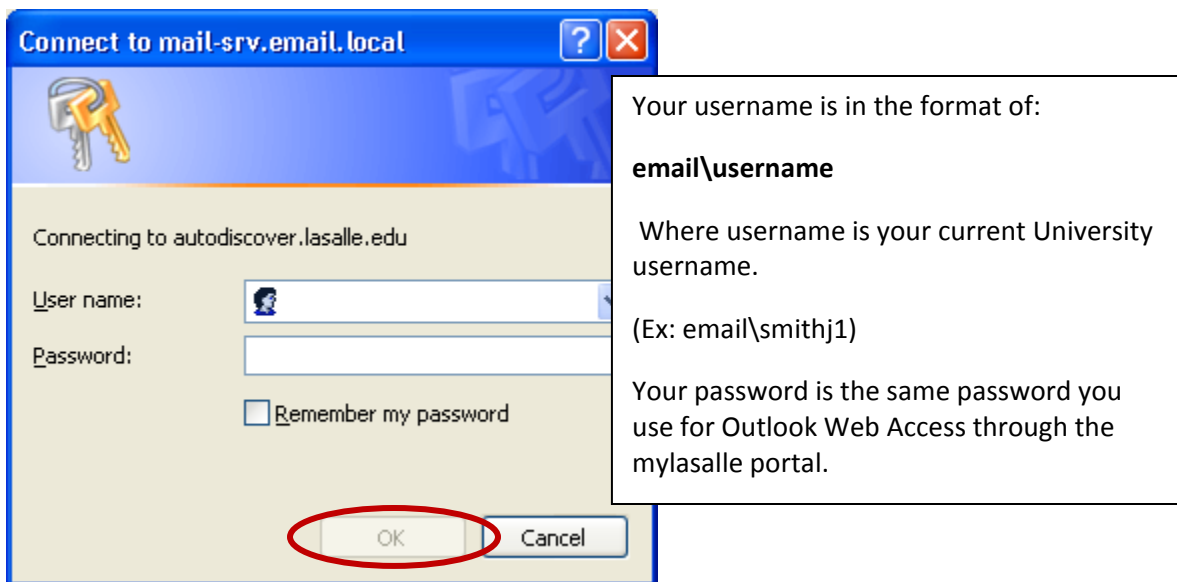 Connect to mail-srv.email.local
Connecting to autodiscover.lasalle.edu
User name:
Password:
Remember my password
OK
Cancel
Your username is in the format of:
email\username
Where username is your current University
username.
(Ex: email\smithj1)
Your password is the same password you
use for Outlook Web Access through the
mylasalle portal.